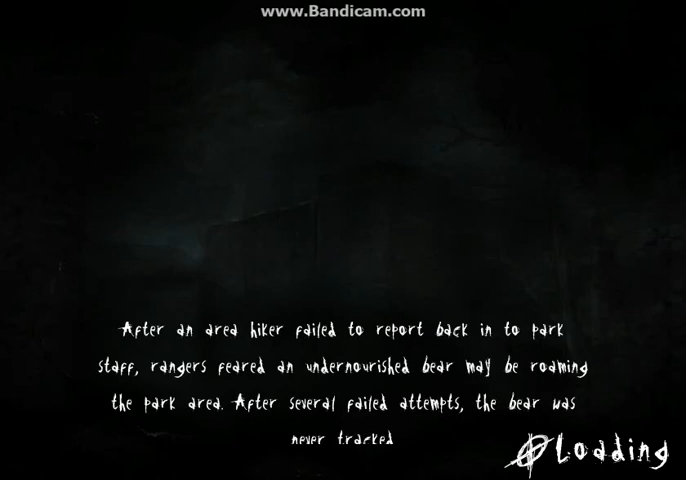 www.Bandicam.com
After an area hiker failed to report back in to park
staff, rangers feared an undernourished bear may be roaming
the park area. After several failed attempts, the bear was
never tracked
Loading